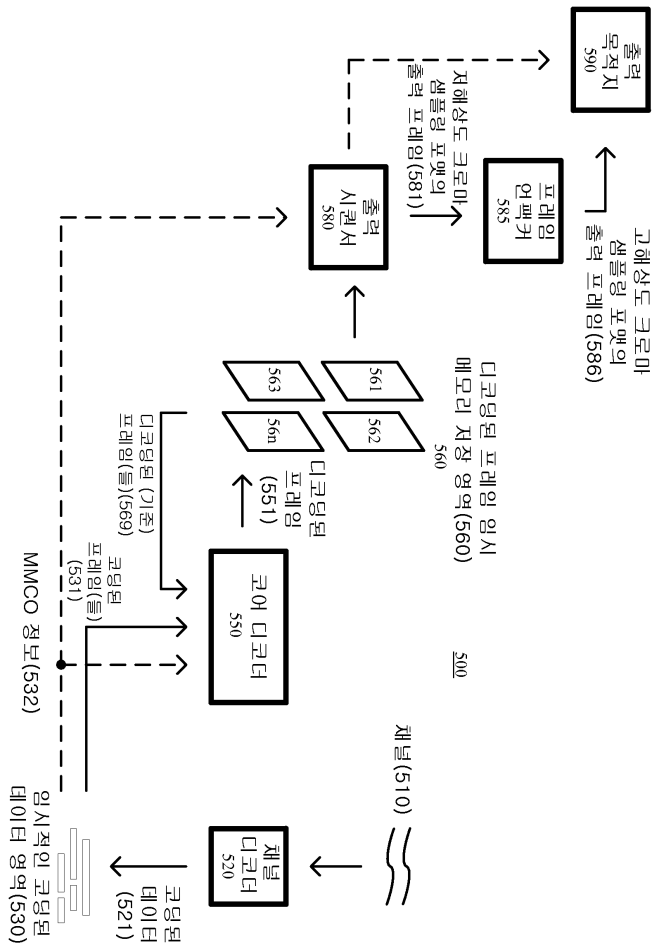 500
채널(510)
채널
디코더
520
코딩된
데이터
(521)
임시적인 코딩된
데이터 영역(530)
MMCO 정보(532)
코딩된
프레임(들)
(531)
코어 디코더
550
디코딩된 (기준)
프레임(들)(569)
디코딩된
프레임
(551)
디코딩된 프레임 임시
메모리 저장 영역(560)
560
561
562
563
56n
출력
시퀀서
580
저해상도 크로마
샘플링 포맷의
출력 프레임(581)
프레임
언팩커
585
고해상도 크로마
샘플링 포맷의
출력 프레임(586)
출력
목적지
590